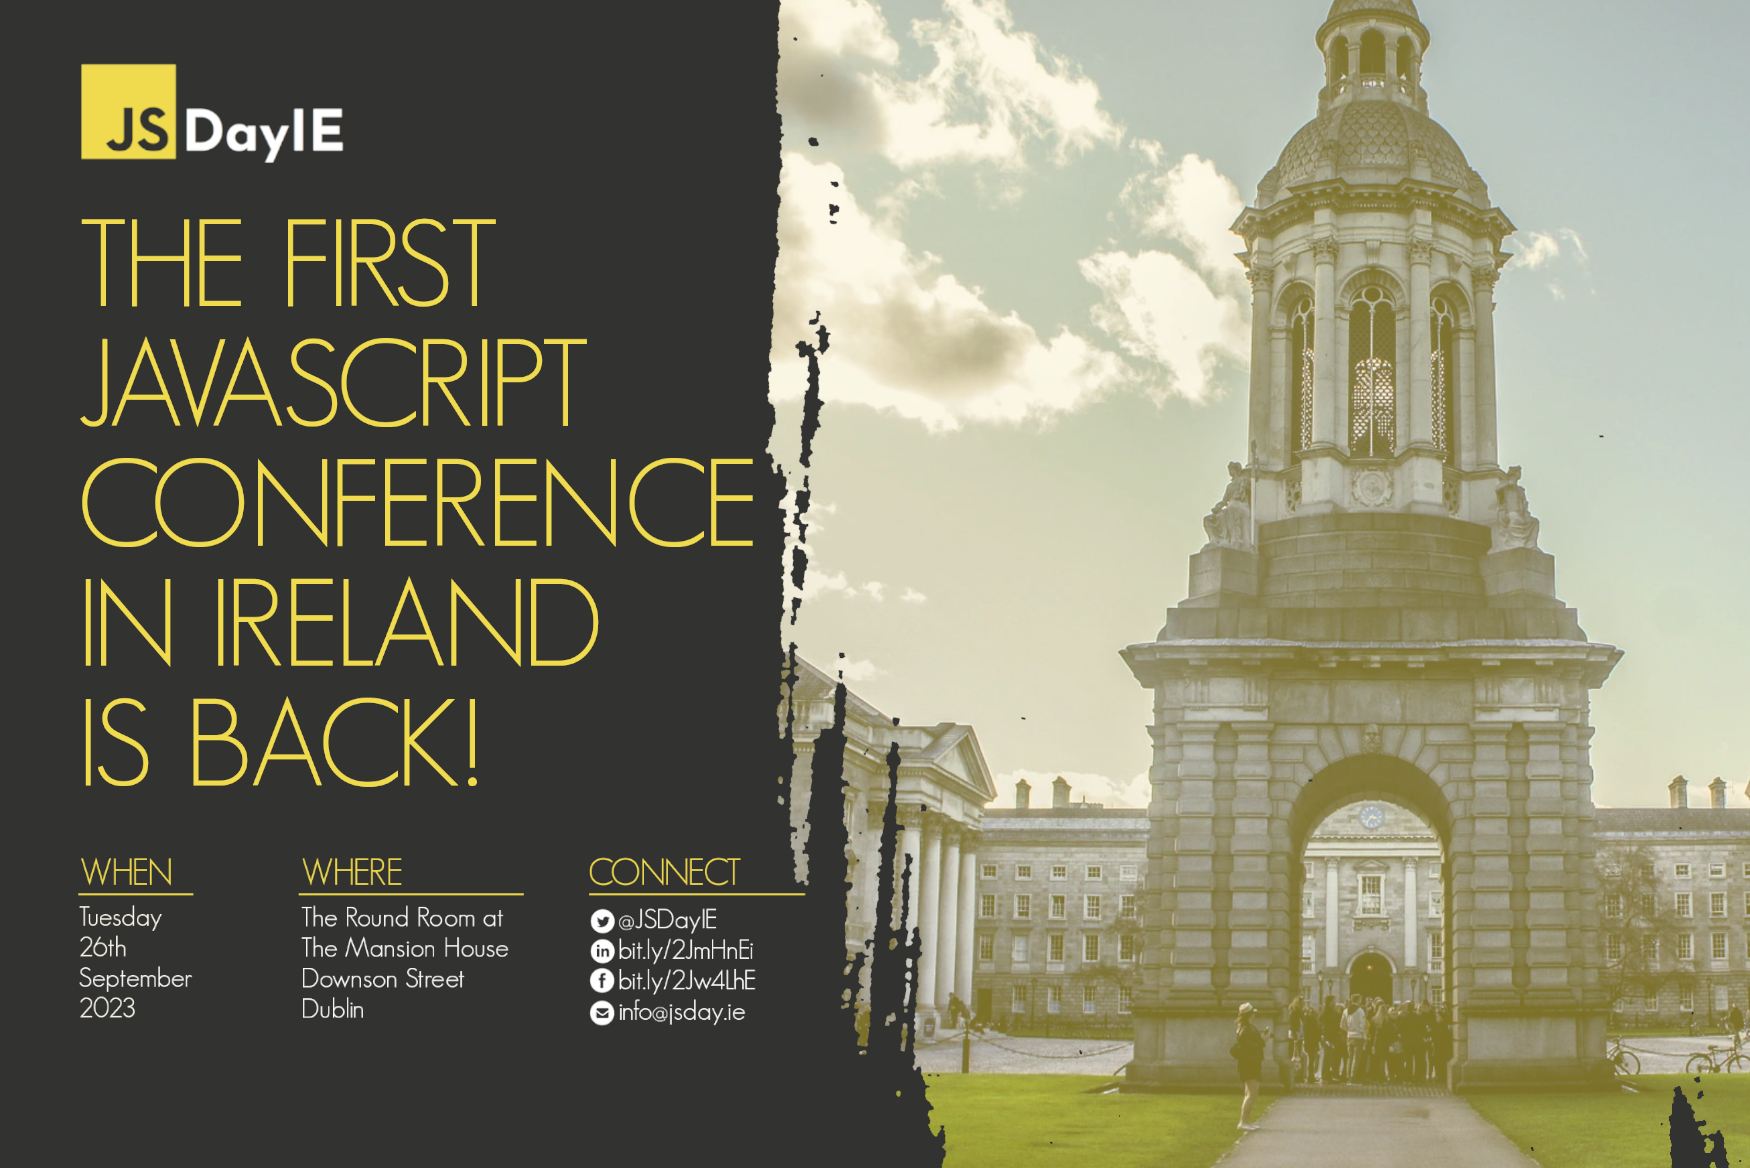 JS DayIE
THE FIRST
JAVASCRIPT
CONFERENCE
IN IRELAND
IS BACK!
WHEN
Tuesday
26th
September
2023
WHERE
The Round Room at
The Mansion House
Downson Street
Dublin
CONNECT
@JSDayIE
bit.ly/2JmHnEi
bit.ly/2Jw4LhE
info@jsday.ie